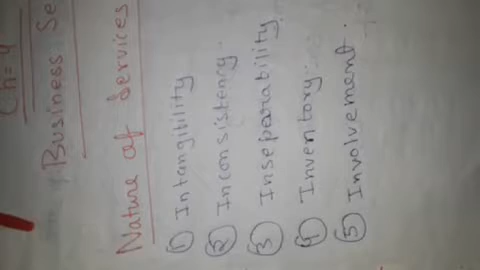 Ch= 4
Business Se
Nature of Services
① Intangibility
② Inconsistency.
③ Inseparability
④ Inventory
⑤ Involvement.